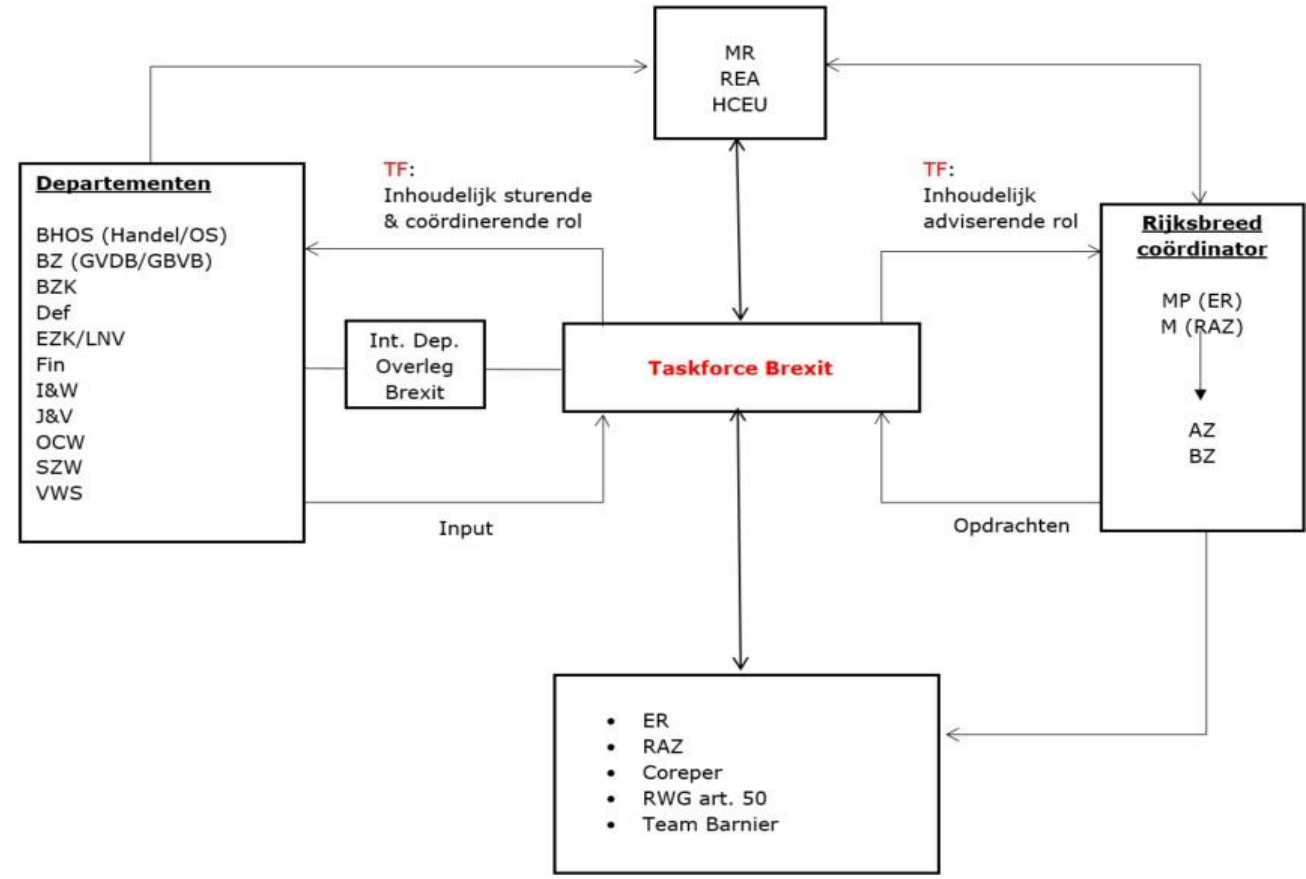 MR
REA
HCEU
TF:
Inhoudelijk sturende
& coördinerende rol
TF:
Inhoudelijk
adviserende rol
Departementen
BHOS (Handel/OS)
BZ (GVDB/GBVB)
BZK
Def
EZK/LNV
Fin
I&W
J&V
OCW
SZW
VWS
Int. Dep.
Overleg
Brexit
Taskforce Brexit
Rijksbreed
coördinator
MP (ER)
M (RAZ)
AZ
BZ
Input
Opdrachten
• ER
• RAZ
• Coreper
• RWG art. 50
• Team Barnier